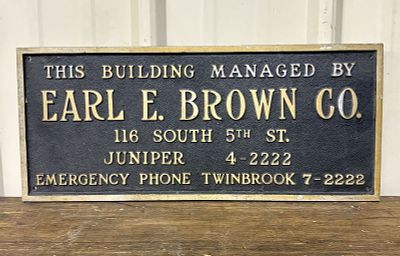 THIS BUILDING MANAGED BY
EARL E. BROWN CO.
116 SOUTH 5TH ST.
JUNIPER 4-2222
EMERGENCY PHONE TWINBROOK 7-2222